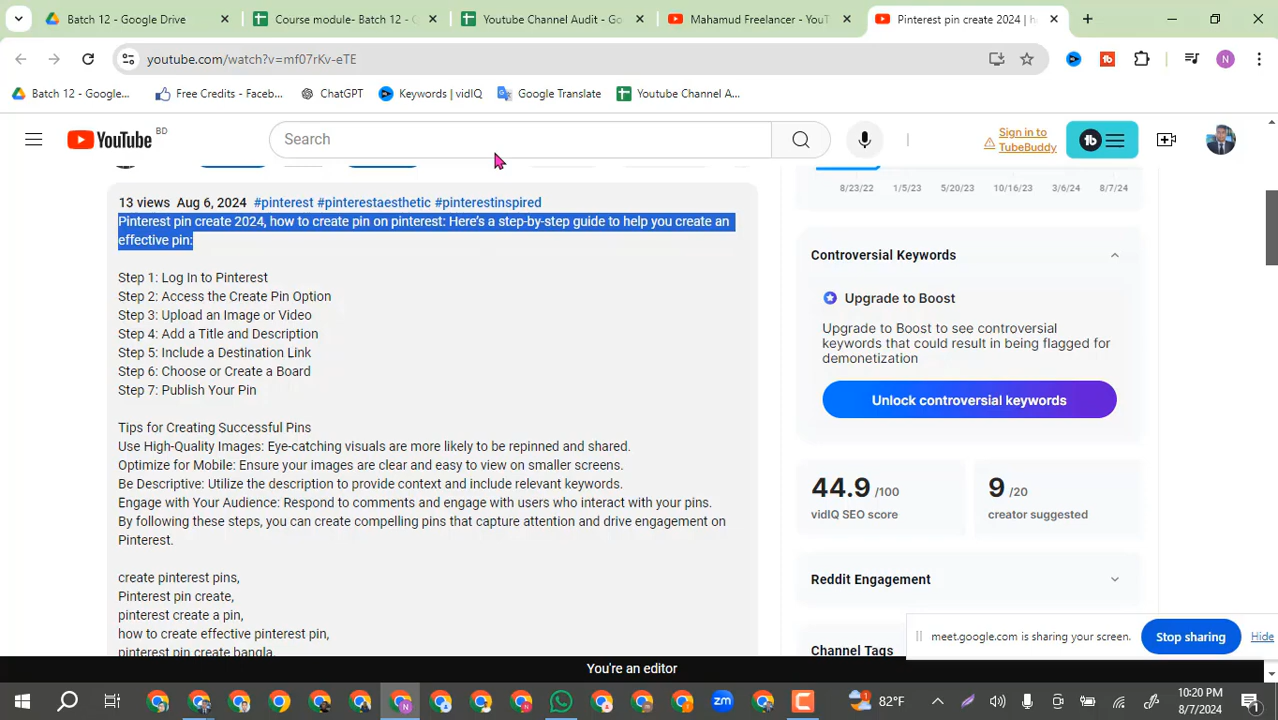 Batch 12 - Google Drive
Course module- Batch 12 - G
Youtube Channel Audit - Go
Mahamud Freelancer - YouT
Pinterest pin create 2024 | h
youtube.com/watch?v=mf07rKv-eTE
N
Batch 12 - Google...
Free Credits - Faceb...
ChatGPT
Keywords | vidIQ
Google Translate
Youtube Channel A...
YouTube BD
Search
Sign in to
TubeBuddy
13 views Aug 6, 2024 #pinterest #pinterestaesthetic #pinterestinspired
Pinterest pin create 2024, how to create pin on pinterest: Here's a step-by-step guide to help you create an
effective pin:
Step 1: Log In to Pinterest
Step 2: Access the Create Pin Option
Step 3: Upload an Image or Video
Step 4: Add a Title and Description
Step 5: Include a Destination Link
Step 6: Choose or Create a Board
Step 7: Publish Your Pin
Tips for Creating Successful Pins
Use High-Quality Images: Eye-catching visuals are more likely to be repinned and shared.
Optimize for Mobile: Ensure your images are clear and easy to view on smaller screens.
Be Descriptive: Utilize the description to provide context and include relevant keywords.
Engage with Your Audience: Respond to comments and engage with users who interact with your pins.
By following these steps, you can create compelling pins that capture attention and drive engagement on
Pinterest.
create pinterest pins,
Pinterest pin create,
pinterest create a pin,
how to create effective pinterest pin,
pinterest pin create bangla,
8/23/22 1/5/23 5/20/23 10/16/23 3/6/24 8/7/24
Controversial Keywords
Upgrade to Boost
Upgrade to Boost to see controversial
keywords that could result in being flagged for
demonetization
Unlock controversial keywords
44.9 /100
vidIQ SEO score
9 /20
creator suggested
Reddit Engagement
Channel Tags
meet.google.com is sharing your screen.
Stop sharing
Hide
You're an editor
zm
82°F
10:20 PM
8/7/2024
1